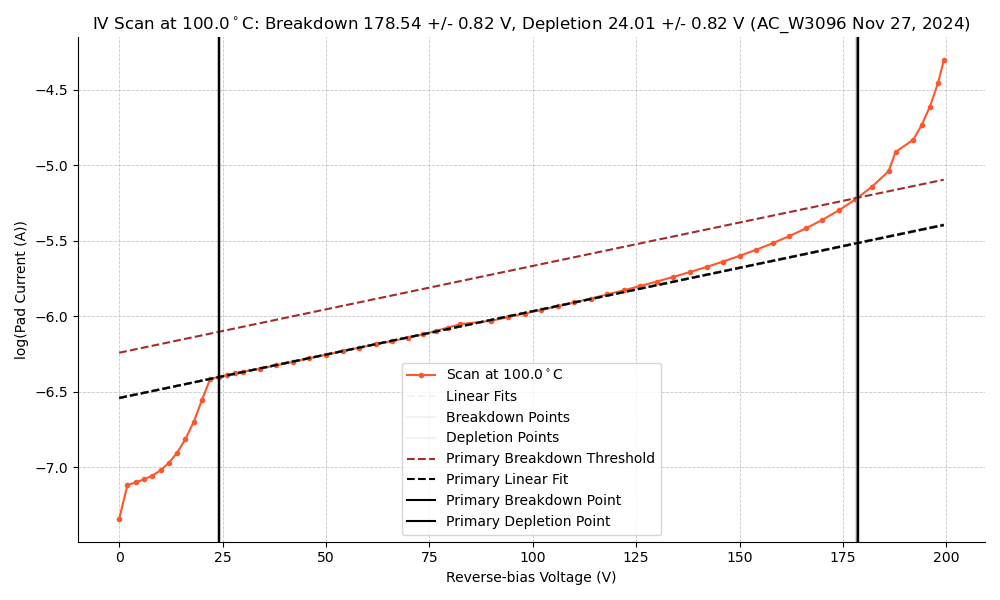 IV Scan at 100.0°C: Breakdown 178.54 +/- 0.82 V, Depletion 24.01 +/- 0.82 V (AC_W3096 Nov 27, 2024)
log(Pad Current (A))
−4.5
−5.0
−5.5
−6.0
−6.5
−7.0
Scan at 100.0°C
Linear Fits
Breakdown Points
Depletion Points
Primary Breakdown Threshold
Primary Linear Fit
Primary Breakdown Point
Primary Depletion Point
0 25 50 75 100 125 150 175 200
Reverse-bias Voltage (V)